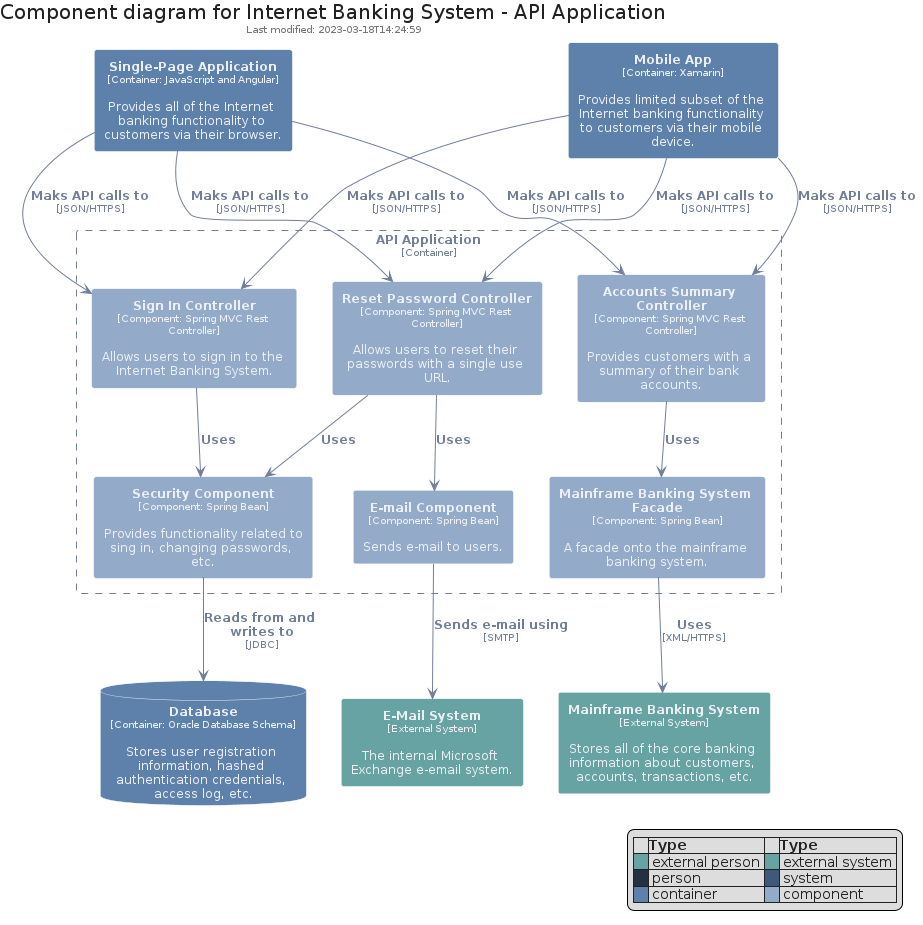 Component diagram for Internet Banking System - API Application
Last modified: 2023-03-18T14:24:59
Single-Page Application
[Container: JavaScript and Angular]
Provides all of the Internet
banking functionality to
customers via their browser.
Mobile App
[Container: Xamarin]
Provides limited subset of the
Internet banking functionality
to customers via their mobile
device.
Maks API calls to
[JSON/HTTPS]
Maks API calls to
[JSON/HTTPS]
Maks API calls to
[JSON/HTTPS]
Maks API calls to
[JSON/HTTPS]
Maks API calls to
[JSON/HTTPS]
Maks API calls to
[JSON/HTTPS]
API Application
[Container]
Sign In Controller
[Component: Spring MVC Rest
Controller]
Allows users to sign in to the
Internet Banking System.
Reset Password Controller
[Component: Spring MVC Rest
Controller]
Allows users to reset their
passwords with a single use
URL.
Accounts Summary
Controller
[Component: Spring MVC Rest
Controller]
Provides customers with a
summary of their bank
accounts.
Uses
Uses
Uses
Uses
Security Component
[Component: Spring Bean]
Provides functionality related to
sing in, changing passwords,
etc.
E-mail Component
[Component: Spring Bean]
Sends e-mail to users.
Mainframe Banking System
Facade
[Component: Spring Bean]
A facade onto the mainframe
banking system.
Reads from and
writes to
[JDBC]
Sends e-mail using
[SMTP]
Uses
[XML/HTTPS]
Database
[Container: Oracle Database Schema]
Stores user registration
information, hashed
authentication credentials,
access log, etc.
E-Mail System
[External System]
The internal Microsoft
Exchange e-email system.
Mainframe Banking System
[External System]
Stores all of the core banking
information about customers,
accounts, transactions, etc.
Type Type
external person external system
person system
container component